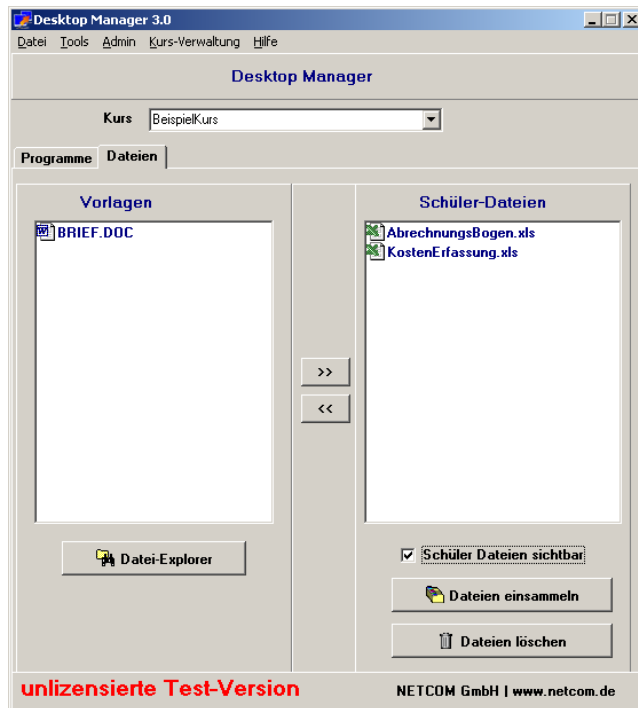 Desktop Manager 3.0
Datei Tools Admin Kurs-Verwaltung Hilfe
Desktop Manager
Kurs BeispielKurs
Programme Dateien
Vorlagen
BRIEF.DOC
Datei-Explorer
>>
<<
Schüler-Dateien
AbrechnungsBogen.xls
KostenErfassung.xls
Schüler Dateien sichtbar
Dateien einsammeln
Dateien löschen
unlizensierte Test-Version
NETCOM GmbH | www.netcom.de